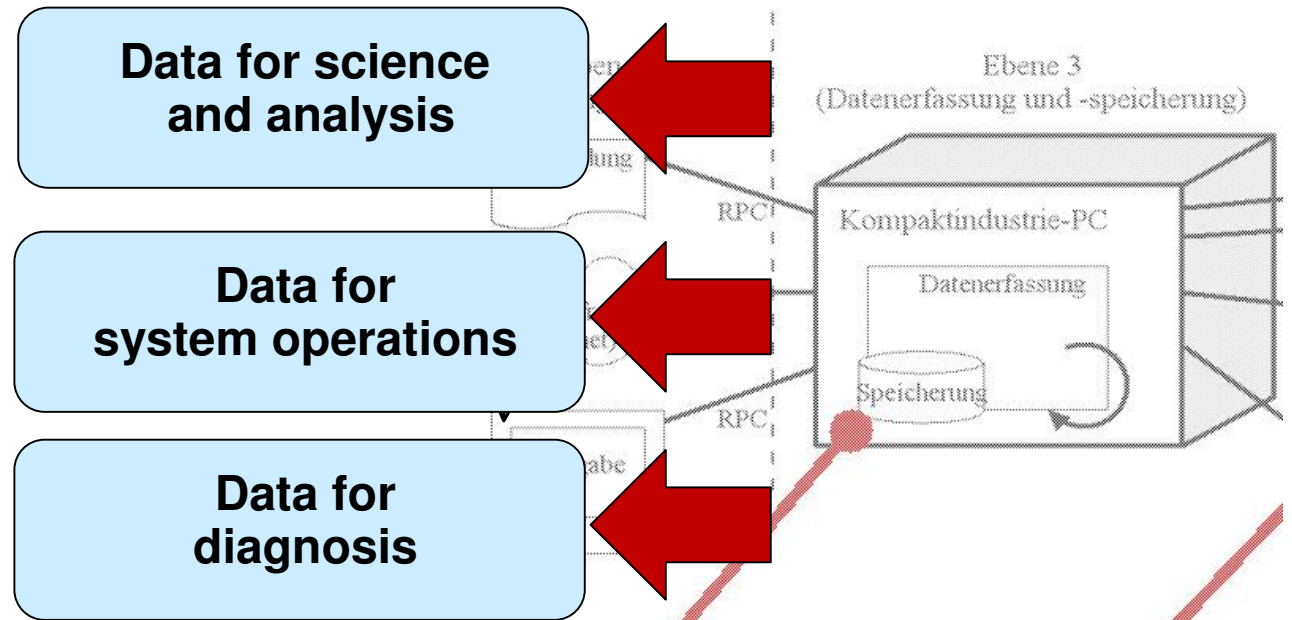 Data for science
and analysis
Data for
system operations
Data for
diagnosis
Ebene 3
(Datenerfassung und -speicherung)
RPC
Kompaktindustrie-PC
Datenerfassung
Speicherung
RPC